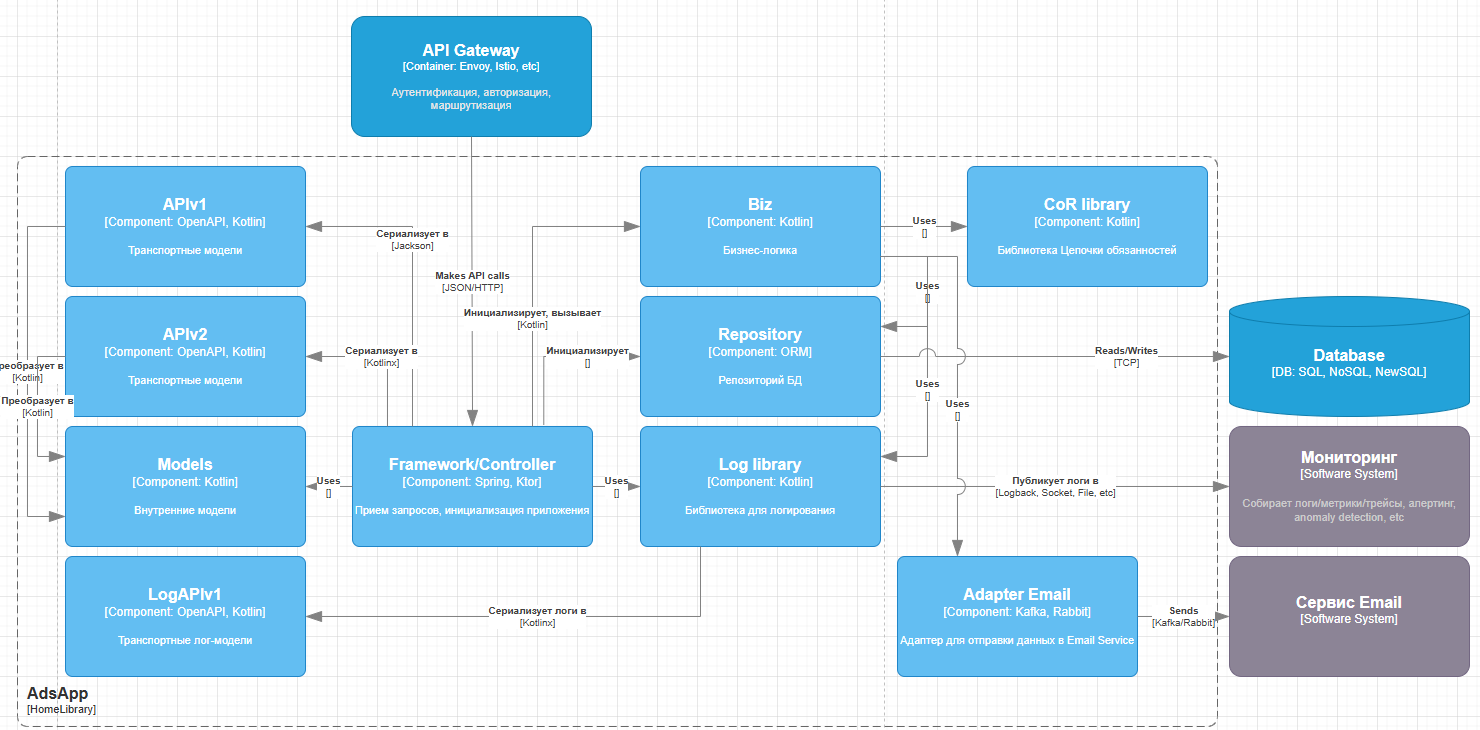 API Gateway
[Container: Envoy, Istio, etc]
Аутентификация, авторизация,
маршрутизация
APIv1
[Component: OpenAPI, Kotlin]
Транспортные модели
Сериализует в
[Jackson]
Makes API calls
[JSON/HTTP]
Biz
[Component: Kotlin]
Бизнес-логика
Uses
[]
CoR library
[Component: Kotlin]
Библиотека Цепочки обязанностей
Uses
[]
Инициализирует, вызывает
[Kotlin]
APIv2
[Component: OpenAPI, Kotlin]
Транспортные модели
Сериализует в
[Kotlinx]
Инициализирует
[]
Repository
[Component: ORM]
Репозиторий БД
Reads/Writes
[TCP]
Database
[DB: SQL, NoSQL, NewSQL]
реобразует в
[Kotlin]
Преобразует в
[Kotlin]
Uses
[]
Uses
[]
Models
[Component: Kotlin]
Внутренние модели
Uses
[]
Framework/Controller
[Component: Spring, Ktor]
Прием запросов, инициализация приложения
Uses
[]
Log library
[Component: Kotlin]
Библиотека для логирования
Публикует логи в
[Logback, Socket, File, etc]
Мониторинг
[Software System]
Собирает логи/метрики/трейсы, алертинг,
anomaly detection, etc
LogAPIv1
[Component: OpenAPI, Kotlin]
Транспортные лог-модели
Сериализует логи в
[Kotlinx]
Adapter Email
[Component: Kafka, Rabbit]
Адаптер для отправки данных в Email Service
Sends
[Kafka/Rabbit]
Сервис Email
[Software System]
AdsApp
[HomeLibrary]